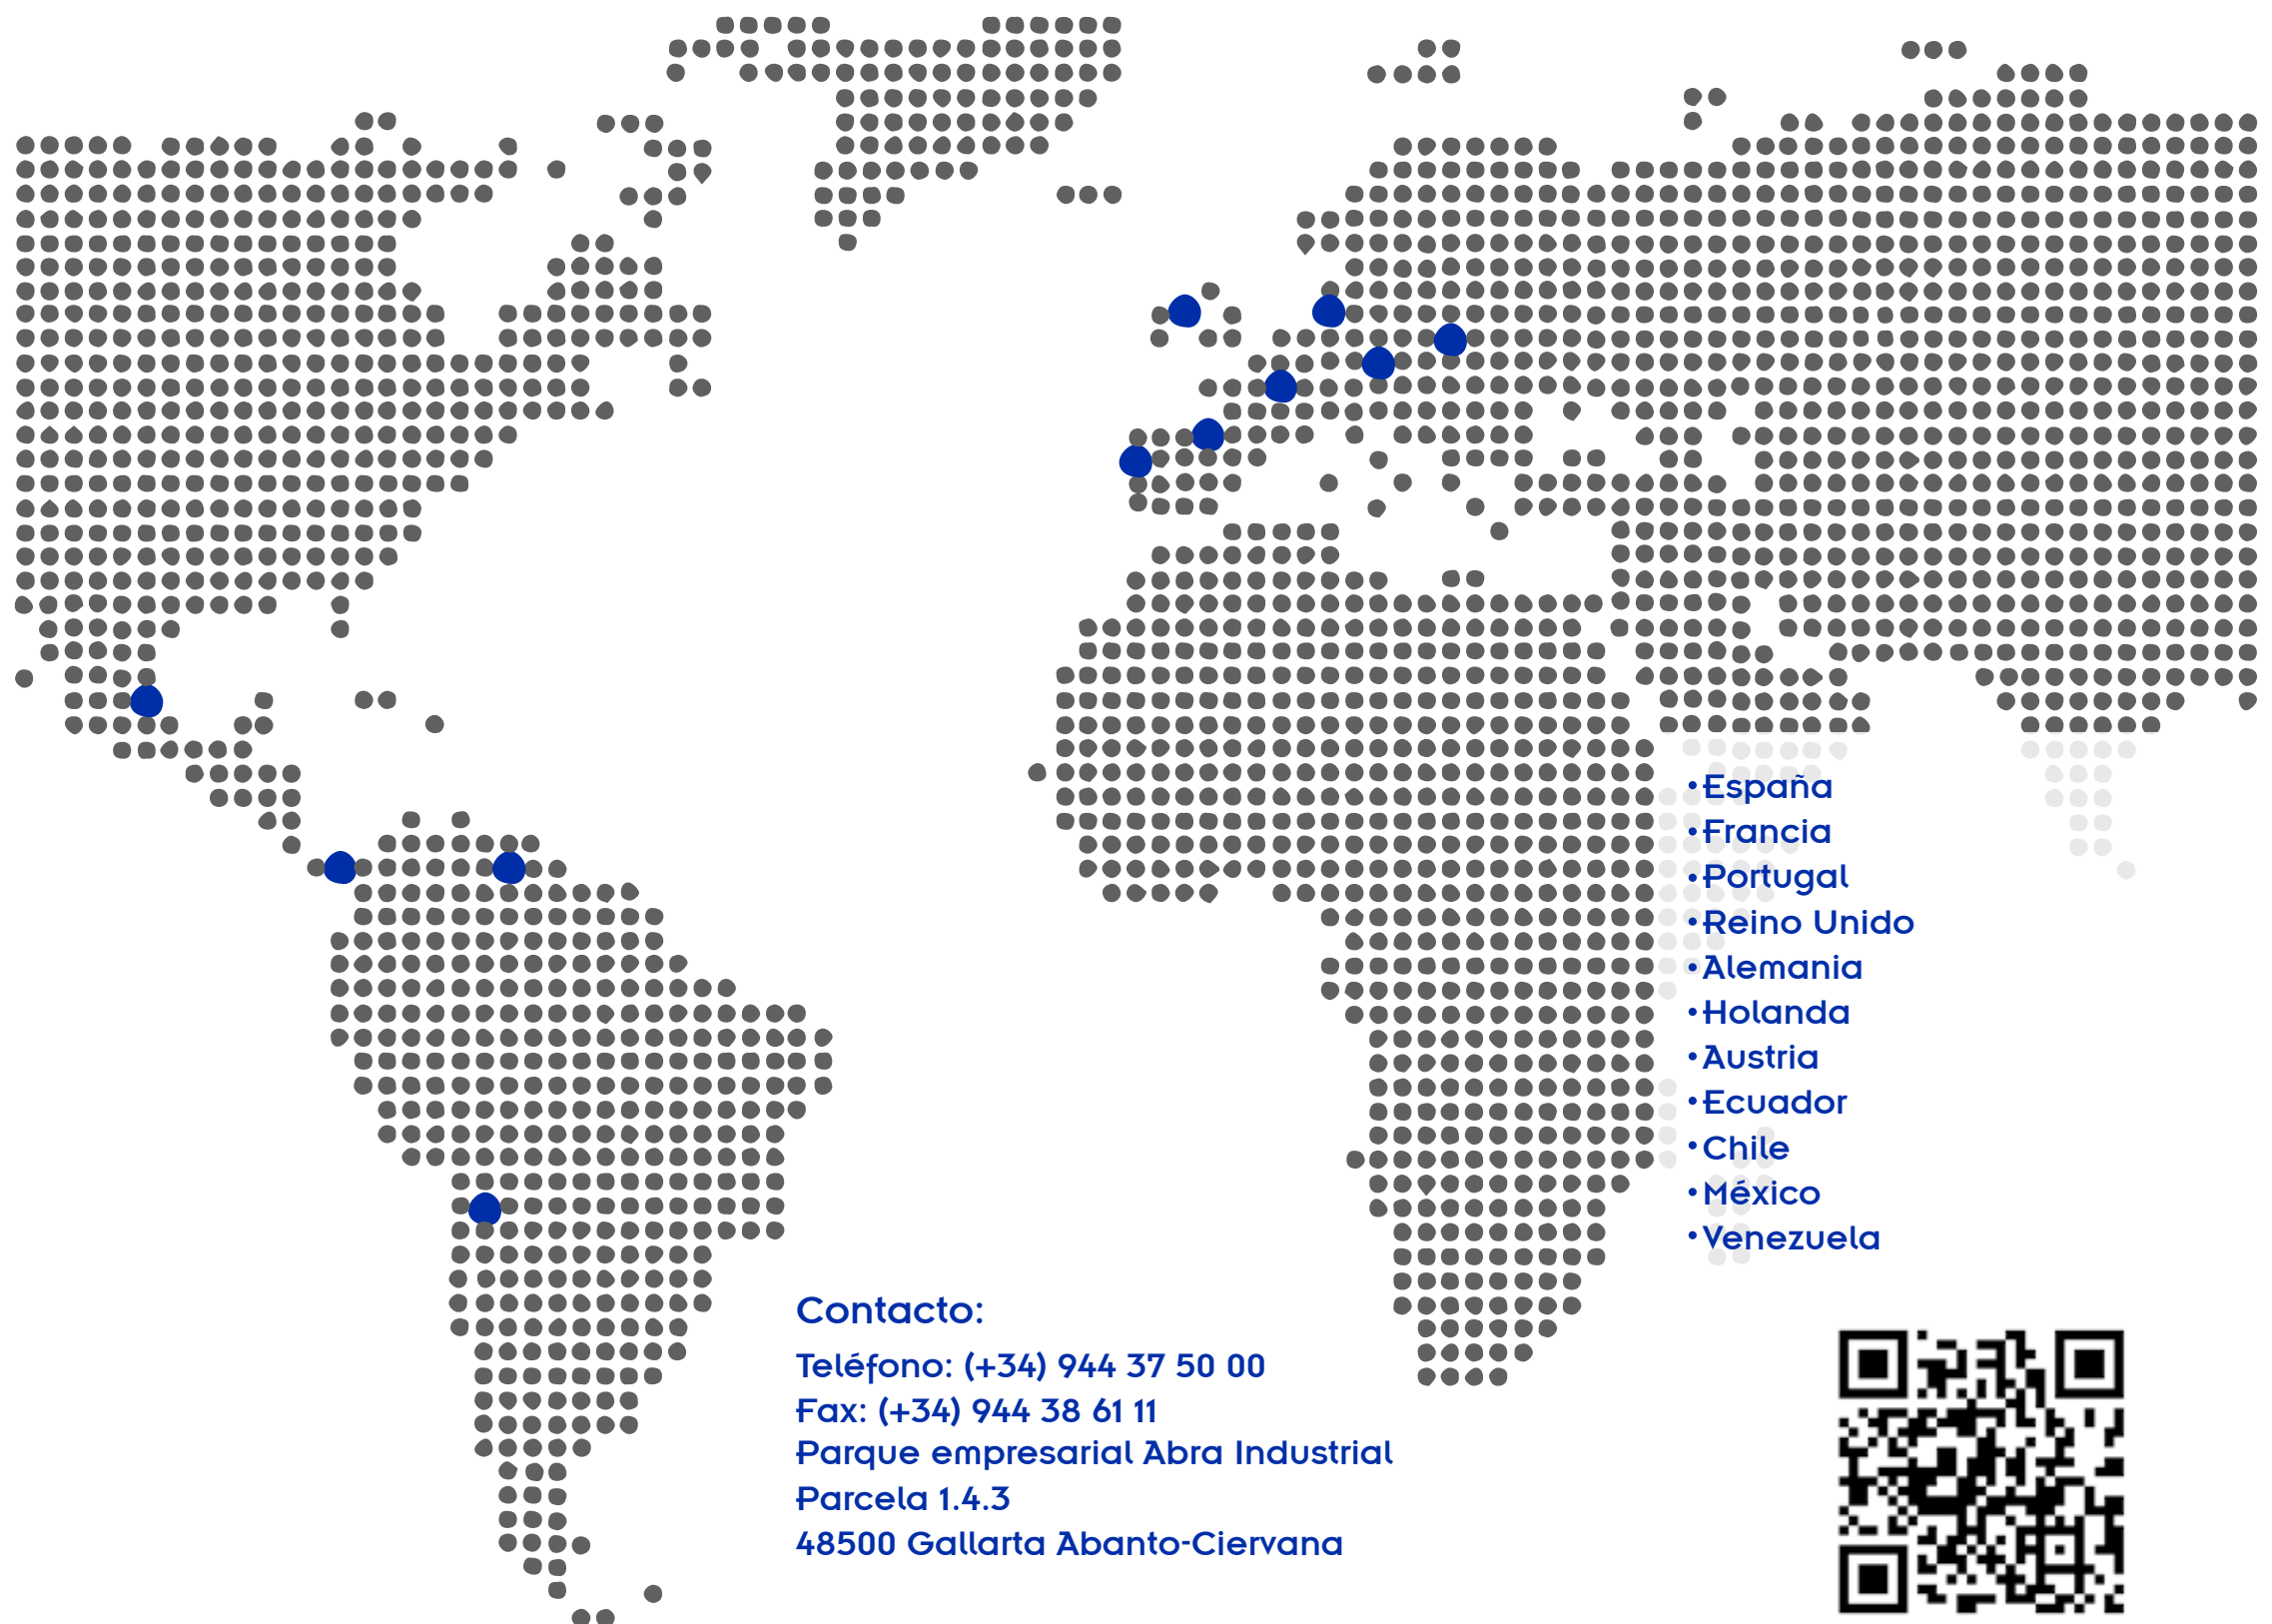 •España
•Francia
•Portugal
•Reino Unido
•Alemania
•Holanda
•Austria
•Ecuador
•Chile
•México
•Venezuela
Contacto:
Teléfono: (+34) 944 37 50 00
Fax: (+34) 944 38 61 11
Parque empresarial Abra Industrial
Parcela 1.4.3
48500 Gallarta Abanto-Ciervana